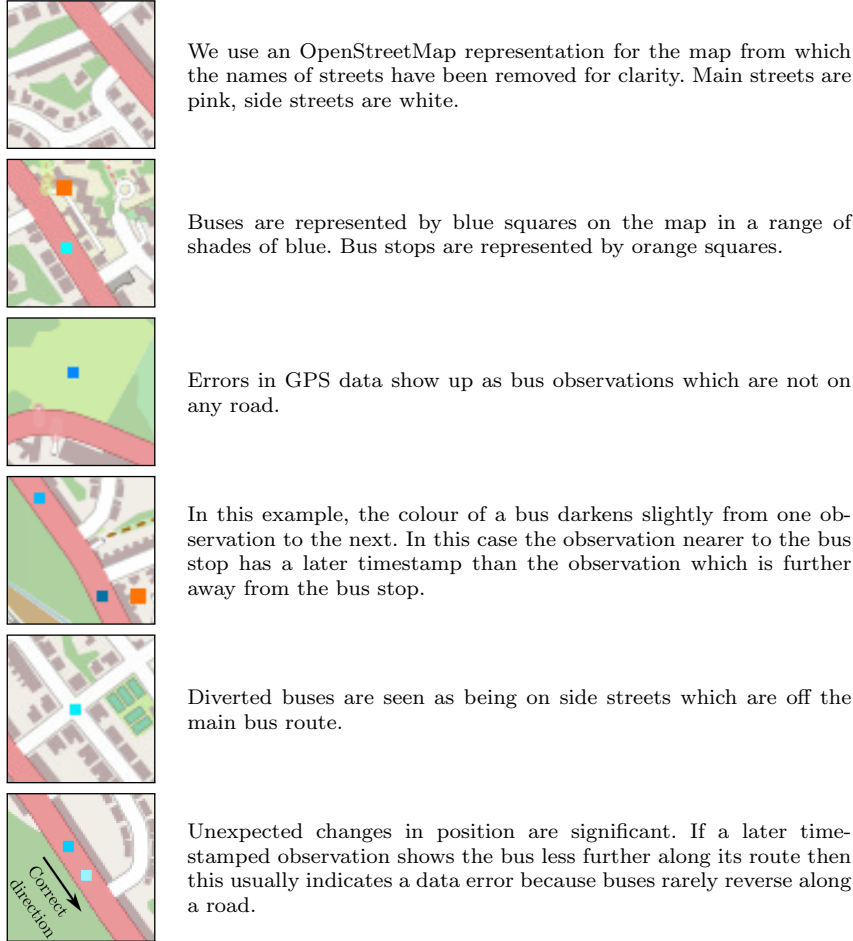 We use an OpenStreetMap representation for the map from which
the names of streets have been removed for clarity. Main streets are
pink, side streets are white.
Buses are represented by blue squares on the map in a range of
shades of blue. Bus stops are represented by orange squares.
Errors in GPS data show up as bus observations which are not on
any road.
In this example, the colour of a bus darkens slightly from one ob-
servation to the next. In this case the observation nearer to the bus
stop has a later timestamp than the observation which is further
away from the bus stop.
Diverted buses are seen as being on side streets which are off the
main bus route.
Correct
direction
Unexpected changes in position are significant. If a later time-
stamped observation shows the bus less further along its route then
this usually indicates a data error because buses rarely reverse along
a road.